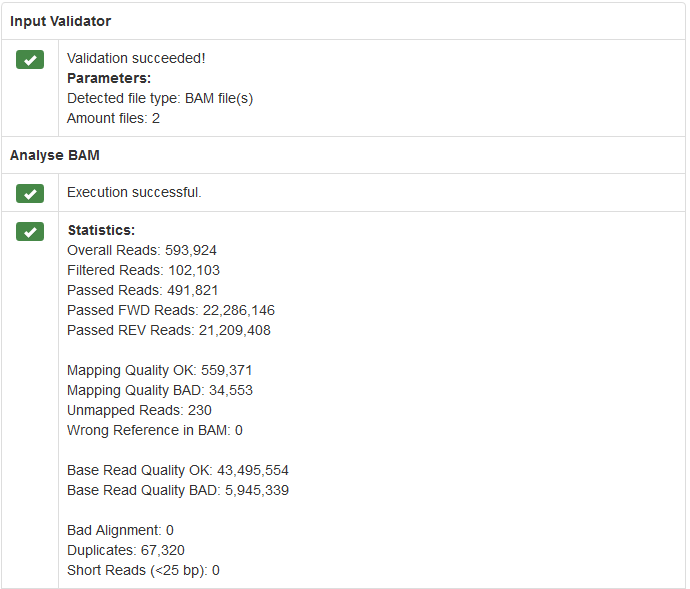 Input Validator
Validation succeeded!
Parameters:
Detected file type: BAM file(s)
Amount files: 2
Analyse BAM
Execution successful.
Statistics:
Overall Reads: 593,924
Filtered Reads: 102,103
Passed Reads: 491,821
Passed FWD Reads: 22,286,146
Passed REV Reads: 21,209,408
Mapping Quality OK: 559,371
Mapping Quality BAD: 34,553
Unmapped Reads: 230
Wrong Reference in BAM: 0
Base Read Quality OK: 43,495,554
Base Read Quality BAD: 5,945,339
Bad Alignment: 0
Duplicates: 67,320
Short Reads (<25 bp): 0